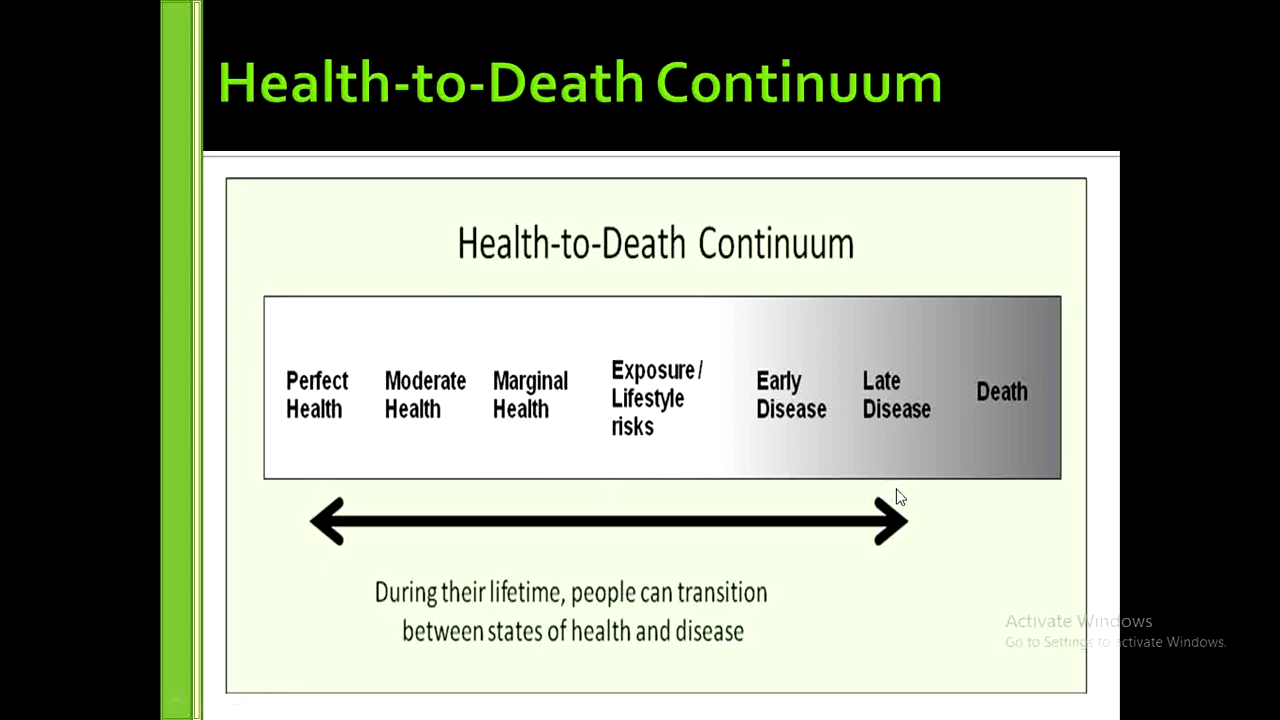 Health-to-Death Continuum
Health-to-Death Continuum
Perfect
Health
Moderate
Health
Marginal
Health
Exposure/
Lifestyle
risks
Early
Disease
Late
Disease
Death
During their lifetime, people can transition
between states of health and disease
Activate Windows
Go to Settings to activate Windows.